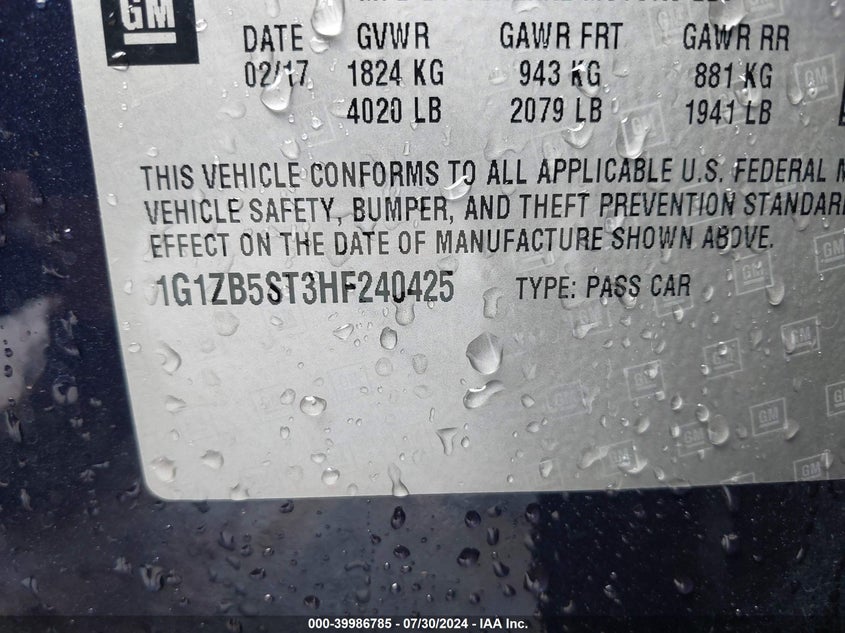 GM
DATE GVWR GAWR FRT GAWR RR
02/17 1824 KG 943 KG 881 KG
4020 LB 2079 LB 1941 LB
THIS VEHICLE CONFORMS TO ALL APPLICABLE U.S. FEDERAL
VEHICLE SAFETY, BUMPER, AND THEFT PREVENTION STANDAR
EFFECT ON THE DATE OF MANUFACTURE SHOWN ABOVE.
1G1ZB5ST3HF240425 TYPE: PASS CAR
000-39986785 - 07/30/2024 - IAA Inc.